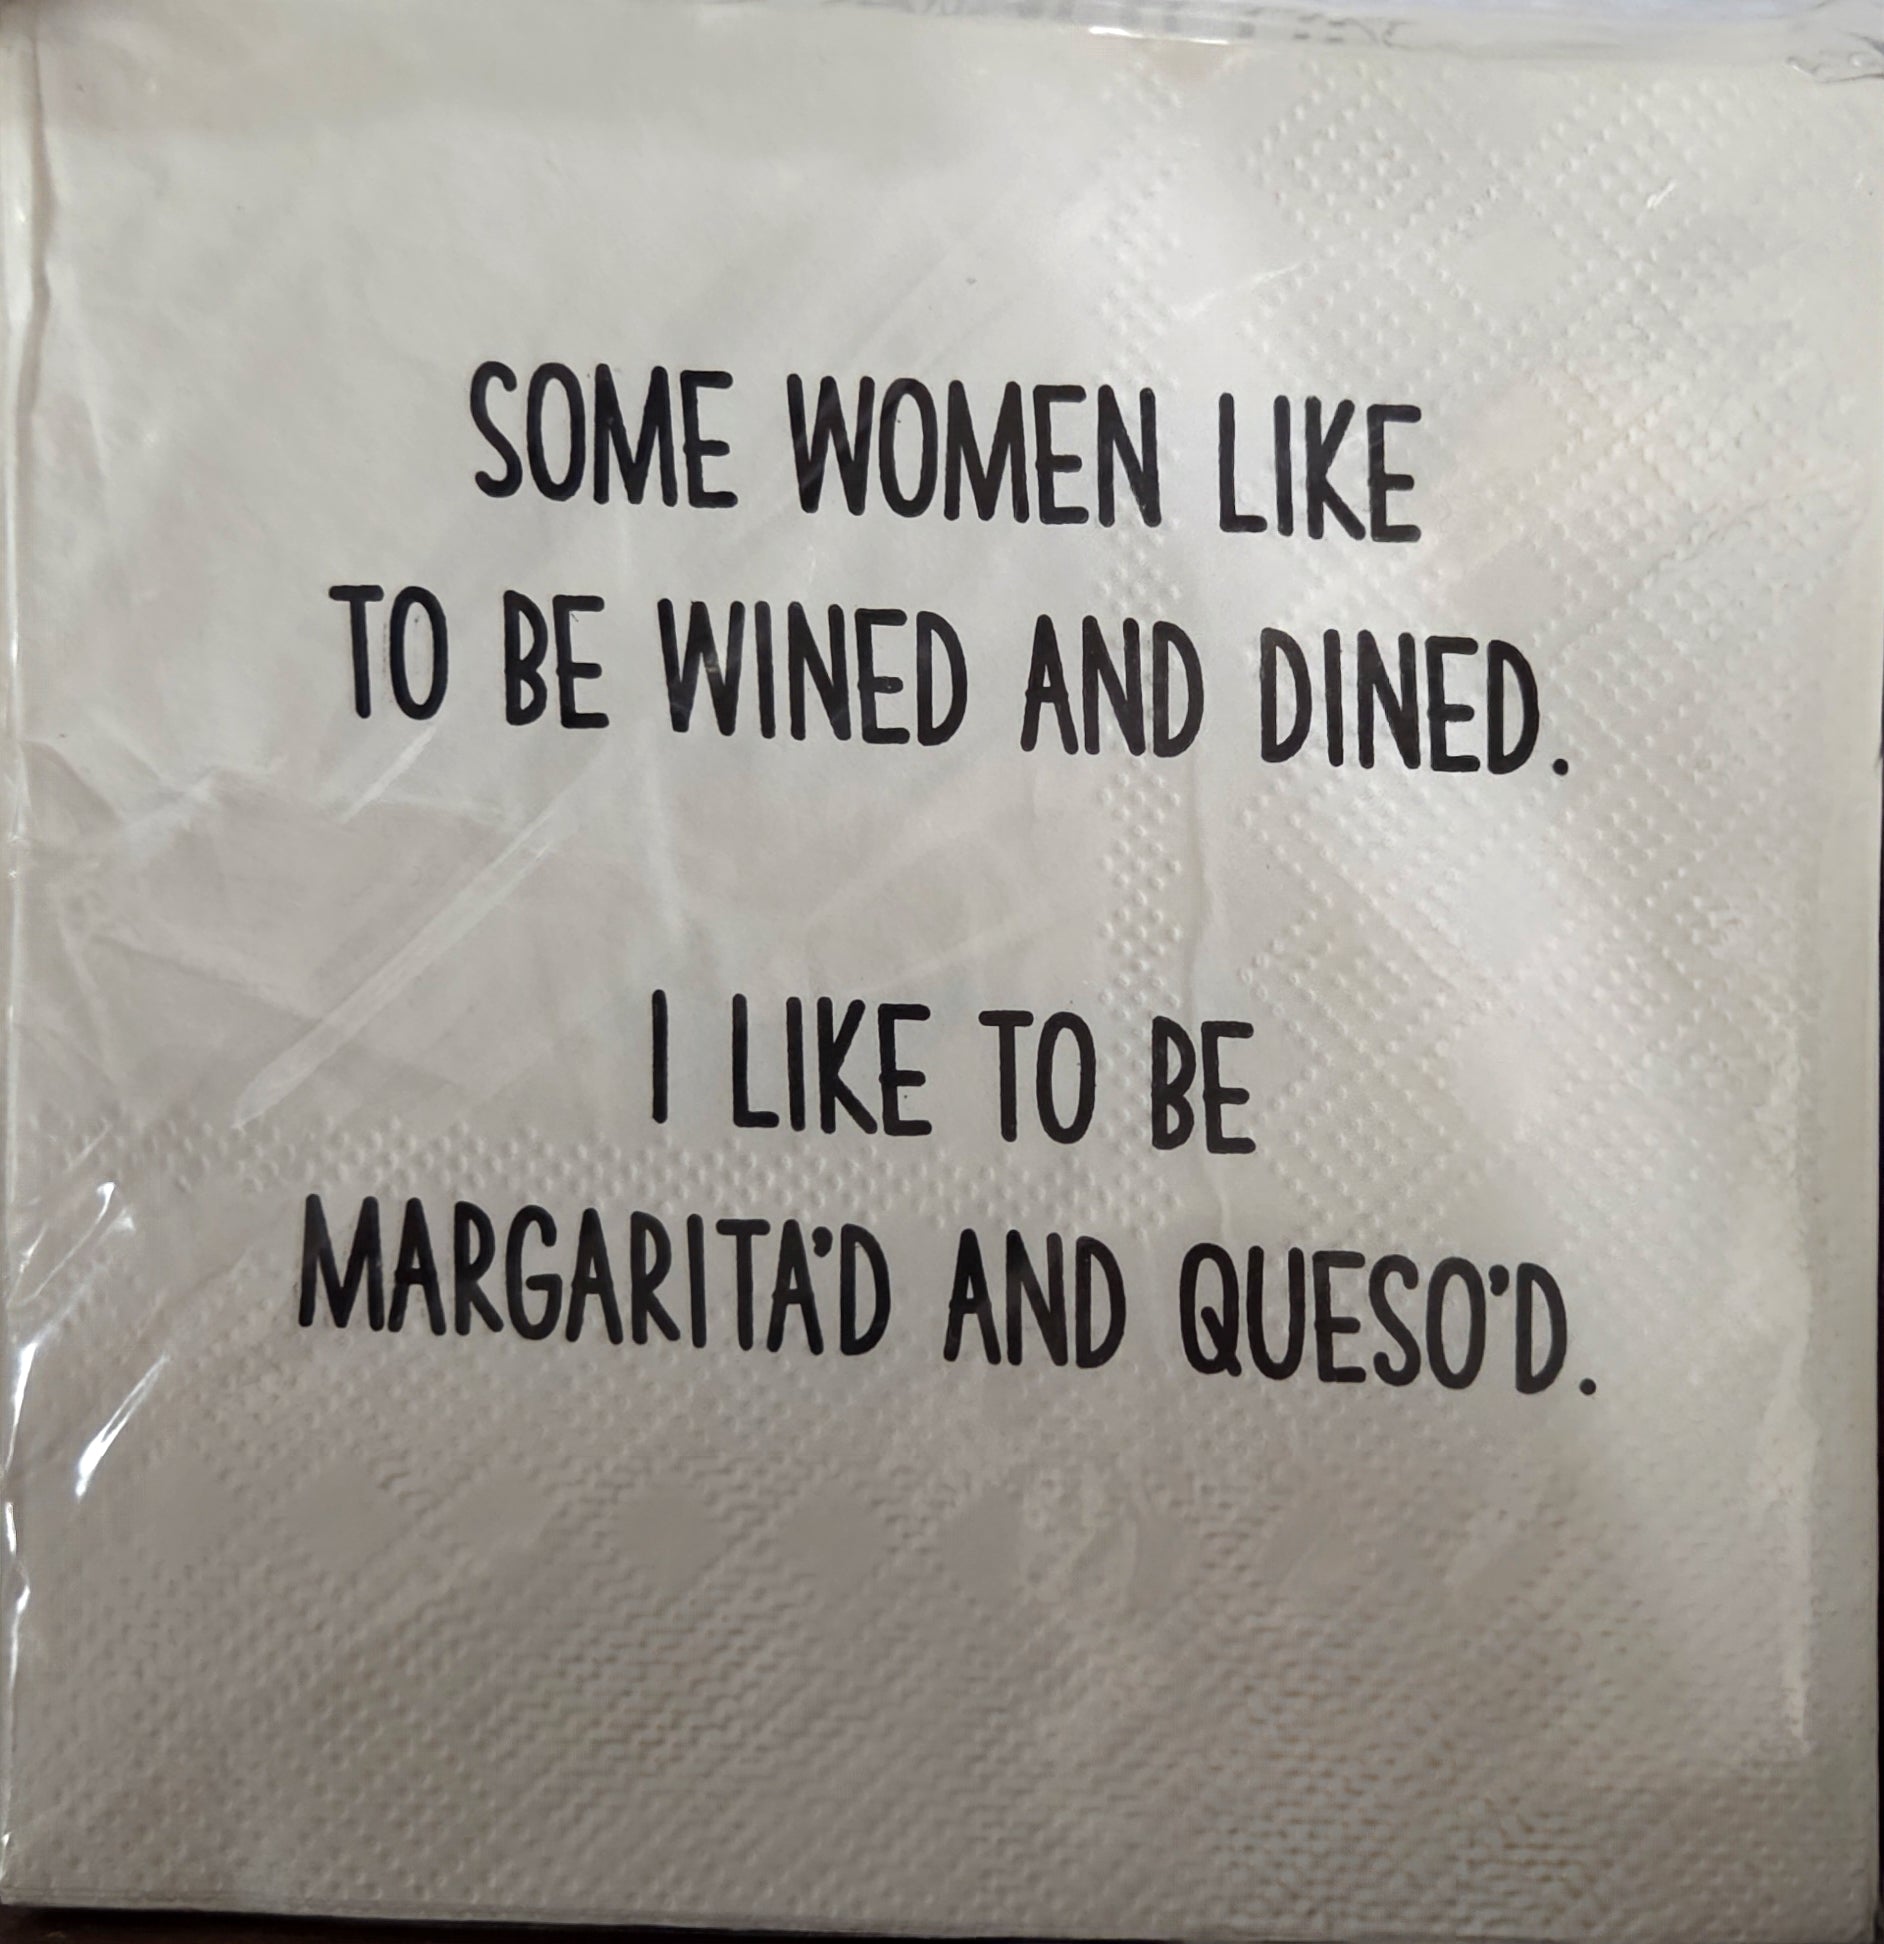 SOME WOMEN LIKE
TO BE WINED AND DINED.
I LIKE TO BE
MARGARITA'D AND QUESO'D.